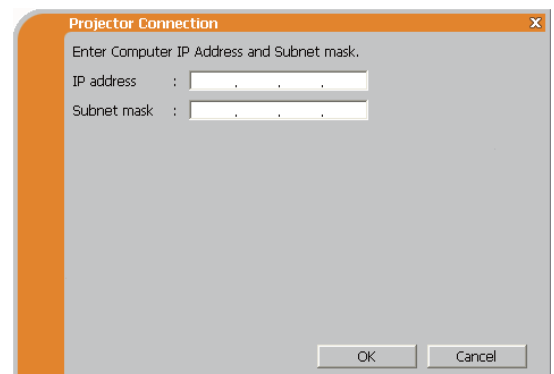 Projector Connection X
Enter Computer IP Address and Subnet mask.
IP address : . . .
Subnet mask : . . .
OK Cancel